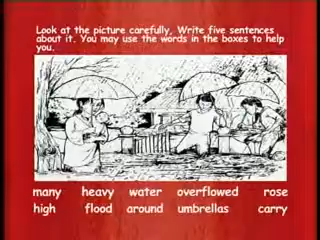 Look at the picture carefully, Write five sentences
about it. You may use the words in the boxes to help
you.
many heavy water overflowed rose
high flood around umbrellas carry